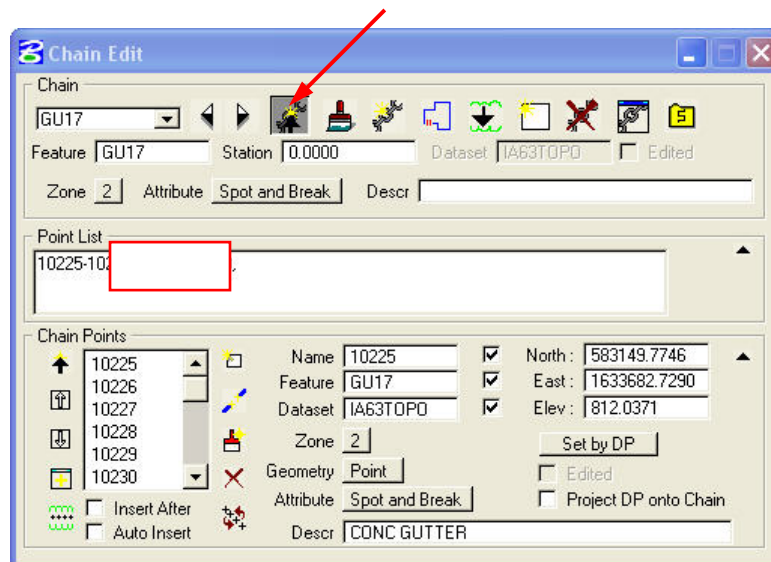 Chain Edit
Chain
GU17
Feature GU17 Station 0.0000 Dataset IA63TOPO Edited
Zone 2 Attribute Spot and Break Descr
Point List
10225-102
Chain Points
10225
10226
10227
10228
10229
10230
Insert After
Auto Insert
Name 10225
Feature GU17
Dataset IA63TOPO
Zone 2
Geometry Point
Attribute Spot and Break
Descr CONC GUTTER
North : 583149.7746
East : 1633682.7290
Elev : 812.0371
Set by DP
Edited
Project DP onto Chain